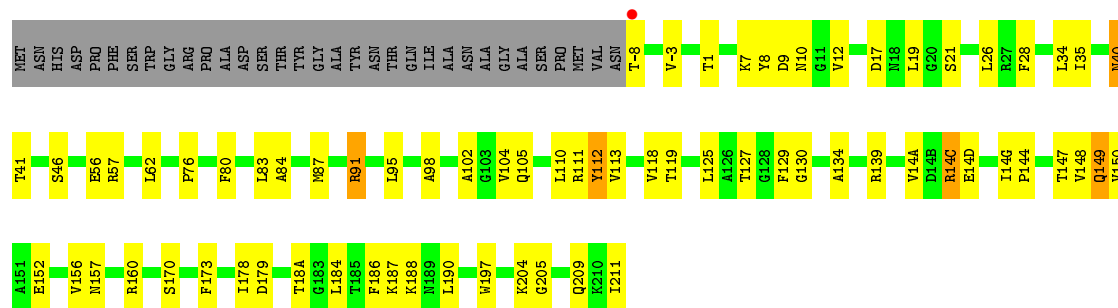 MET ASN HIS ASP PRO PHE SER TRP GLY ARG PRO ALA ASP SER THR TYR GLY ALA TYR ASN THR GLN ILE ALA ASN ALA GLY ALA SER PRO MET VAL ASN T-8 V-3 T1 K7 Y8 D9 N10 G11 V12 D17 N18 L19 G20 S21 L26 R27 F28 L34 I35 N40
T41 S46 E56 R57 L62 P76 F80 L83 A84 M87 R91 L95 A98 A102 G103 V104 Q105 L110 R111 Y112 V113 V118 T119 L125 A126 T127 G128 F129 G130 A134 R139 V14A D14B R14C E14D I14G P144 T147 V148 Q149 V150
A151 E152 V156 N157 R160 S170 F173 I178 D179 T18A G183 L184 T185 F186 K187 K188 N189 L190 W197 K204 G205 Q209 K210 I211